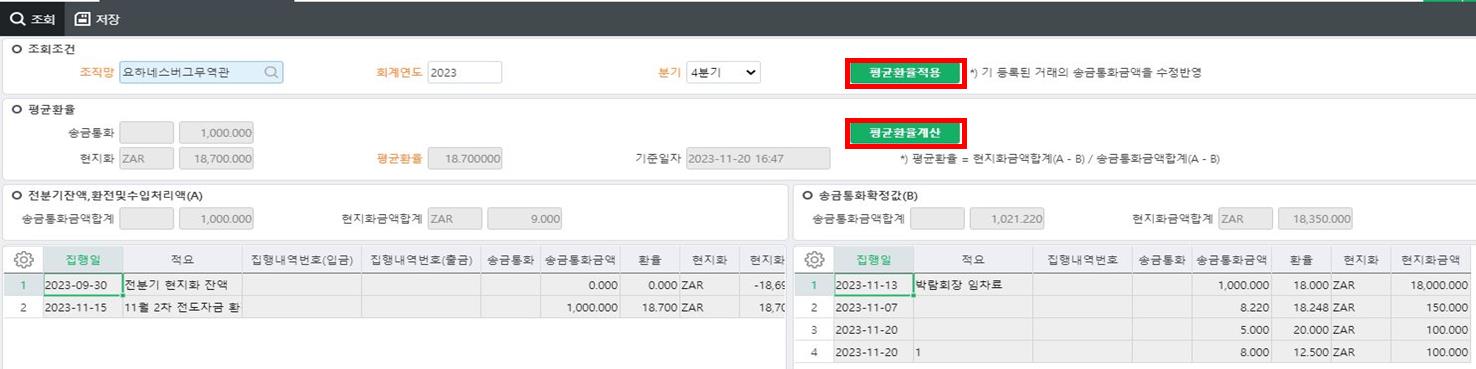 조회 저장
조회조건
조직망 요하네스버그무역관 회계연도 2023 분기 4분기 평균환율적용 *) 기 등록된 거래의 송금통화금액을 수정반영
평균환율
송금통화 1,000.000 평균환율계산
현지화 ZAR 18,700.000 평균환율 18.700000 기준일자 2023-11-20 16:47 *) 평균환율 = 현지화금액합계(A - B) / 송금통화금액합계(A - B)
전분기잔액,환전및수입처리액(A)
송금통화금액합계 1,000.000 현지화금액합계 ZAR 9.000
집행일 적요 집행내역번호(입금) 집행내역번호(출금) 송금통화 송금통화금액 환율 현지화 현지화
1 2023-09-30 전분기 현지화 잔액 0.000 0.000 ZAR -18,69
2 2023-11-15 11월 2차 전도자금 환 1,000.000 18.700 ZAR 18,70
송금통화확정값(B)
송금통화금액합계 1,021.220 현지화금액합계 ZAR 18,350.000
집행일 적요 집행내역번호 송금통화 송금통화금액 환율 현지화 현지화금액
1 2023-11-13 박람회장 임차료 1,000.000 18.000 ZAR 18,000.000
2 2023-11-07 8.220 18.248 ZAR 150.000
3 2023-11-20 5.000 20.000 ZAR 100.000
4 2023-11-20 1 8.000 12.500 ZAR 100.000